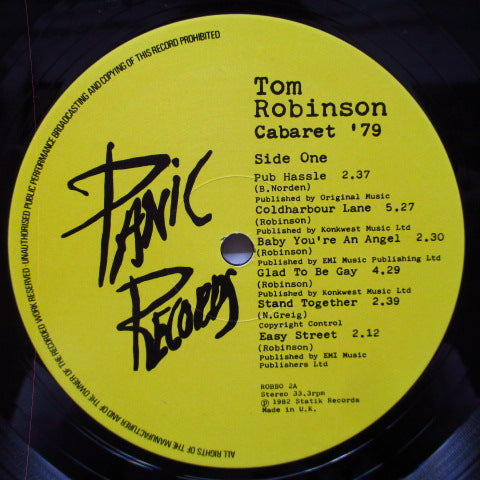 ALL RIGHTS OF THE MANUFACTURER AND OF THE OWNER OF THE RECORDED WORK RESERVED · UNAUTHORISED PUBLIC PERFORMANCE BROADCASTING AND COPYING OF THIS RECORD PROHIBITED
PANIC
RECORDS
Tom
Robinson
Cabaret '79
Side One
Pub Hassle 2.37
(B.Norden)
Published by Original Music
Coldharbour Lane 5.27
(Robinson)
Published by Konkwest Music Ltd
Baby You're An Angel 2.30
(Robinson)
Published by EMI Music Publishing Ltd
Glad To Be Gay 4.29
(Robinson)
Published by Konkwest Music Ltd
Stand Together 2.39
(N.Greig)
Copyright Control
Easy Street 2.12
(Robinson)
Published by EMI Music
Publishers Ltd
ROBBO 2A
Stereo 33.3rpm
℗ 1982 Statik Records
Made in U.K.